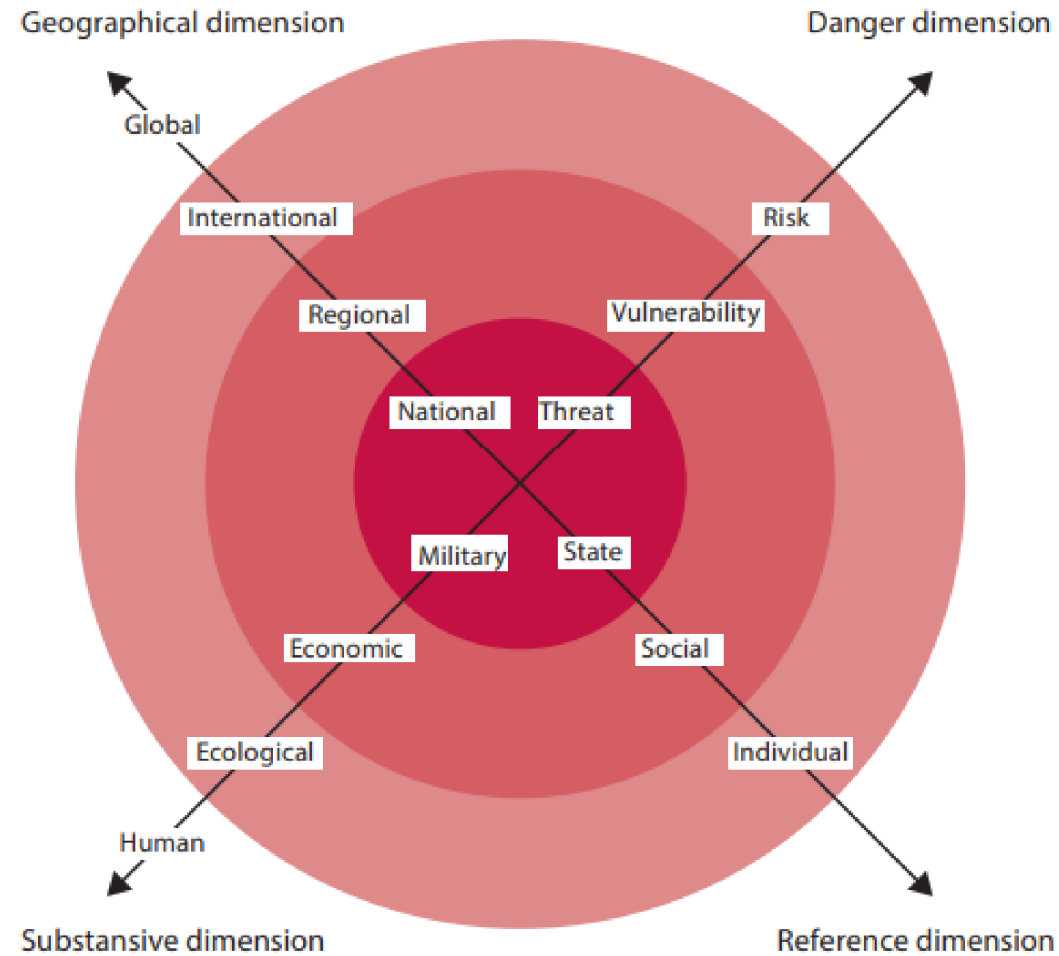 Geographical dimension
Danger dimension
Global
International
Risk
Regional
Vulnerability
National
Threat
Military
State
Economic
Social
Ecological
Individual
Human
Substansive dimension
Reference dimension